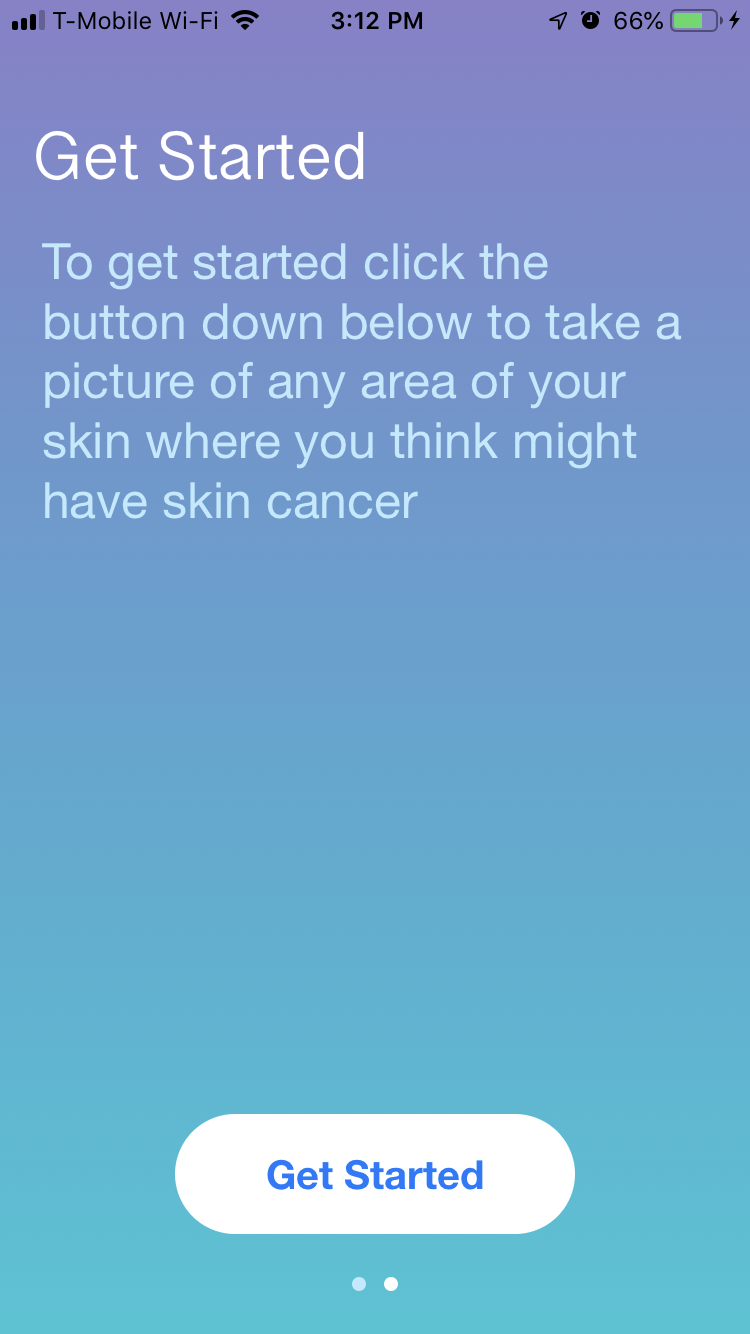 T-Mobile Wi-Fi 3:12 PM 66%
Get Started
To get started click the
button down below to take a
picture of any area of your
skin where you think might
have skin cancer
Get Started